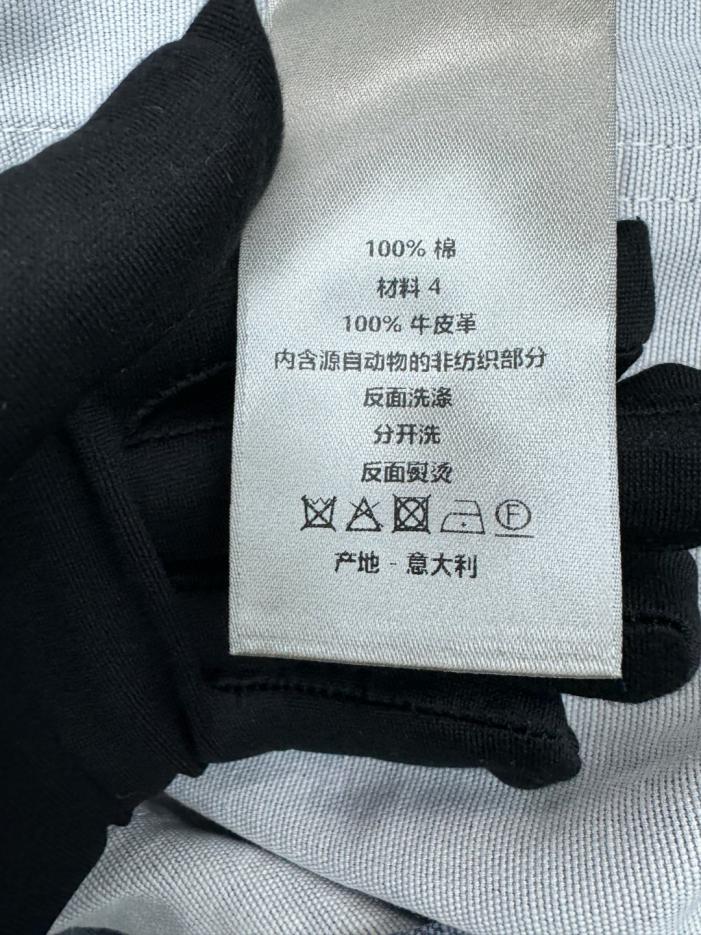 100% 棉
材料 4
100% 牛皮革
内含源自动物的非纺织部分
反面洗涤
分开洗
反面熨烫
F
产地 - 意大利